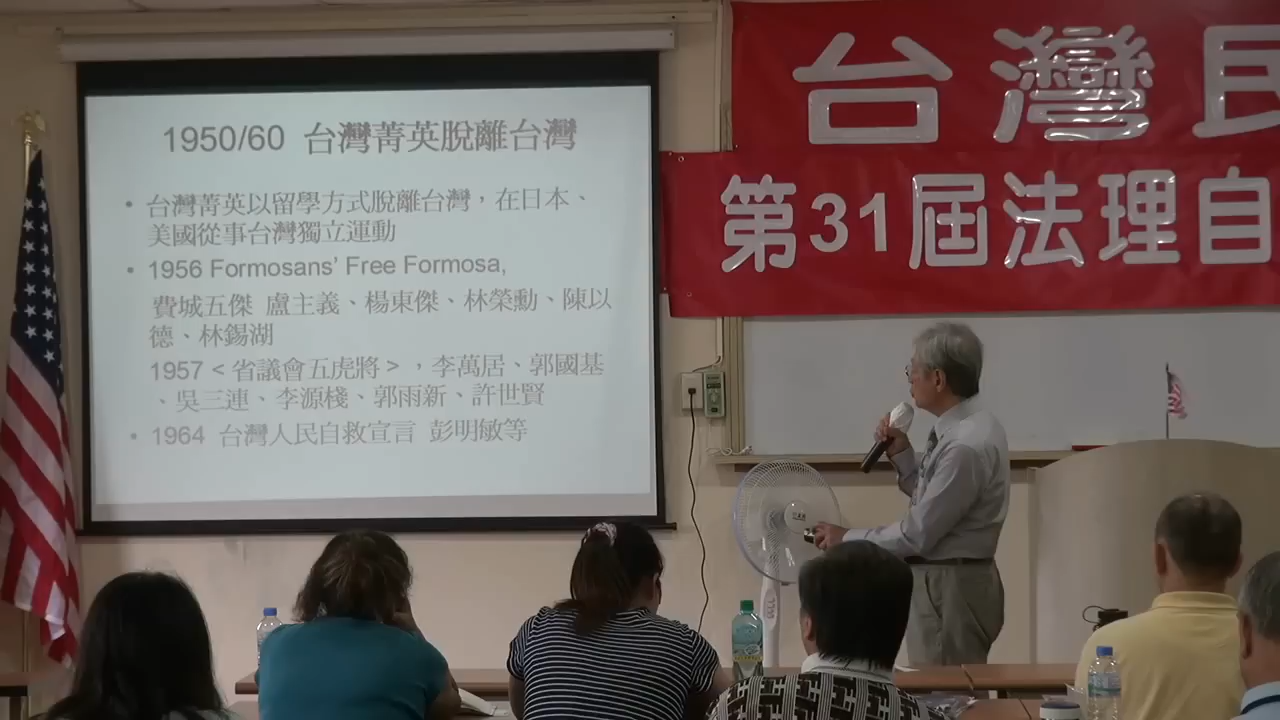 台灣民
第31屆法理自
1950/60 台灣菁英脫離台灣
• 台灣菁英以留學方式脫離台灣，在日本、
美國從事台灣獨立運動
• 1956 Formosans' Free Formosa,
費城五傑 盧主義、楊東傑、林榮勳、陳以
德、林錫湖
1957 < 省議會五虎將 > ，李萬居、郭國基
、吳三連、李源棧、郭雨新、許世賢
• 1964 台灣人民自救宣言 彭明敏等